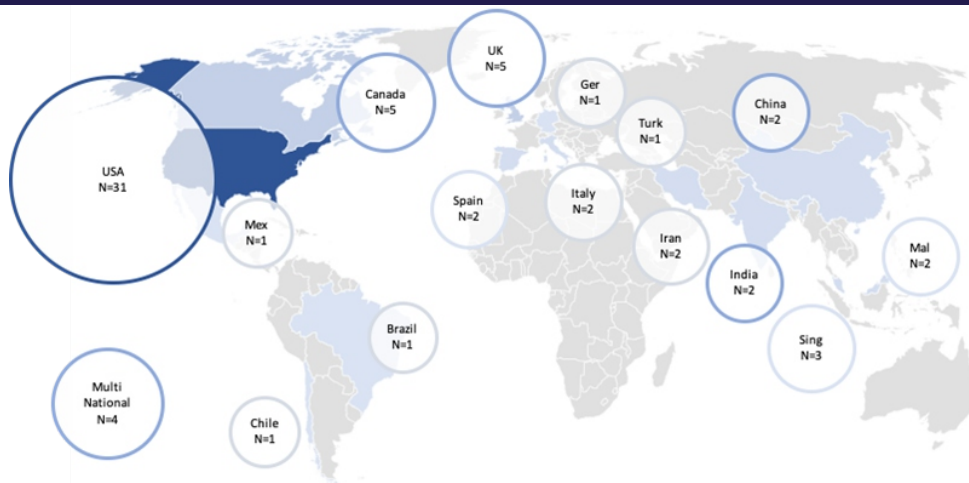 UK
N=5
Canada
N=5
Ger
N=1
China
N=2
Turk
N=1
USA
N=31
Spain
N=2
Italy
N=2
Mex
N=1
Iran
N=2
Mal
N=2
India
N=2
Brazil
N=1
Sing
N=3
Multi
National
N=4
Chile
N=1